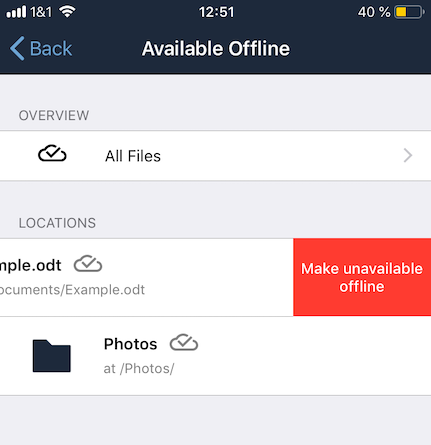 1&1 12:51 40 %
Back Available Offline
OVERVIEW
All Files
LOCATIONS
mple.odt
ocuments/Example.odt
Make unavailable
offline
Photos
at /Photos/